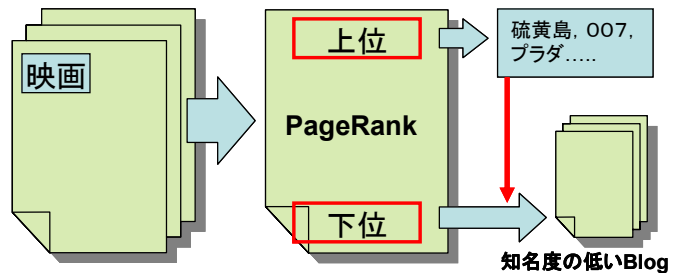 映画
上位
PageRank
下位
硫黄島，007，
プラダ.....
知名度の低いBlog